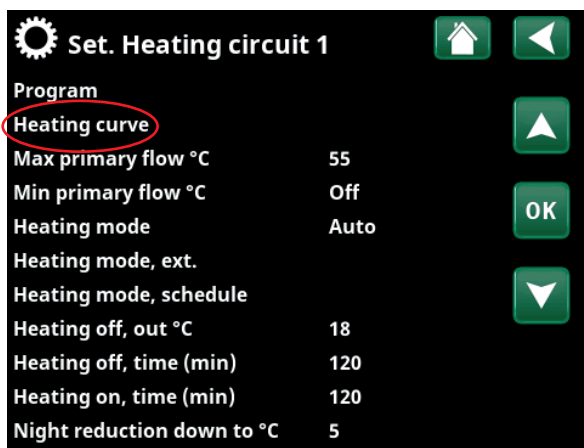 Set. Heating circuit 1
Program
Heating curve
Max primary flow °C 55
Min primary flow °C Off
Heating mode Auto
OK
Heating mode, ext.
Heating mode, schedule
Heating off, out °C 18
Heating off, time (min) 120
Heating on, time (min) 120
Night reduction down to °C 5